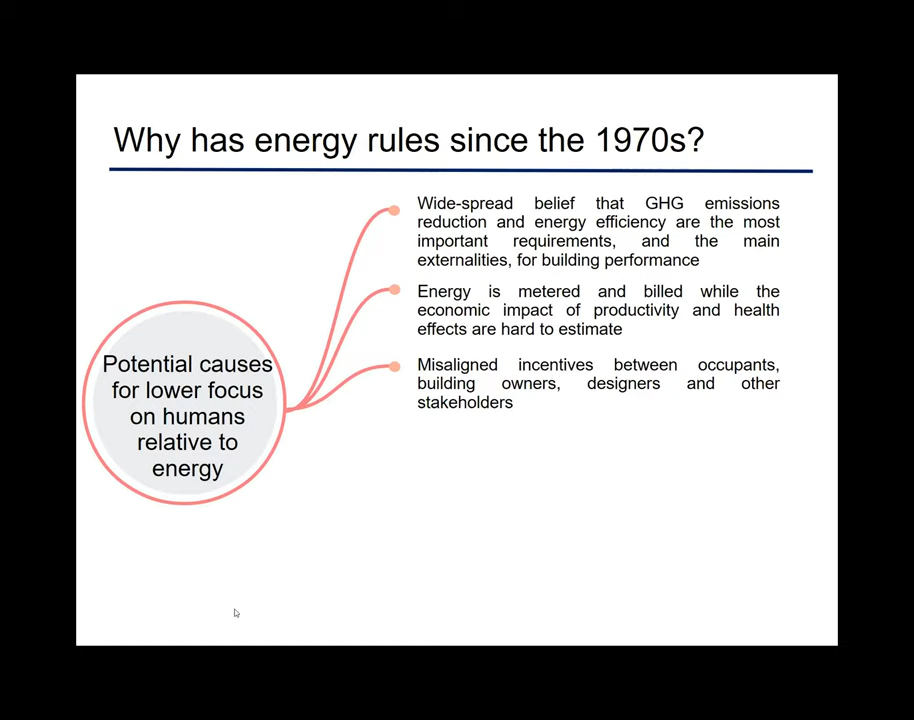 Why has energy rules since the 1970s?
Wide-spread belief that GHG emissions
reduction and energy efficiency are the most
important requirements, and the main
externalities, for building performance
Energy is metered and billed while the
economic impact of productivity and health
effects are hard to estimate
Misaligned incentives between occupants,
building owners, designers and other
stakeholders
Potential causes
for lower focus
on humans
relative to
energy